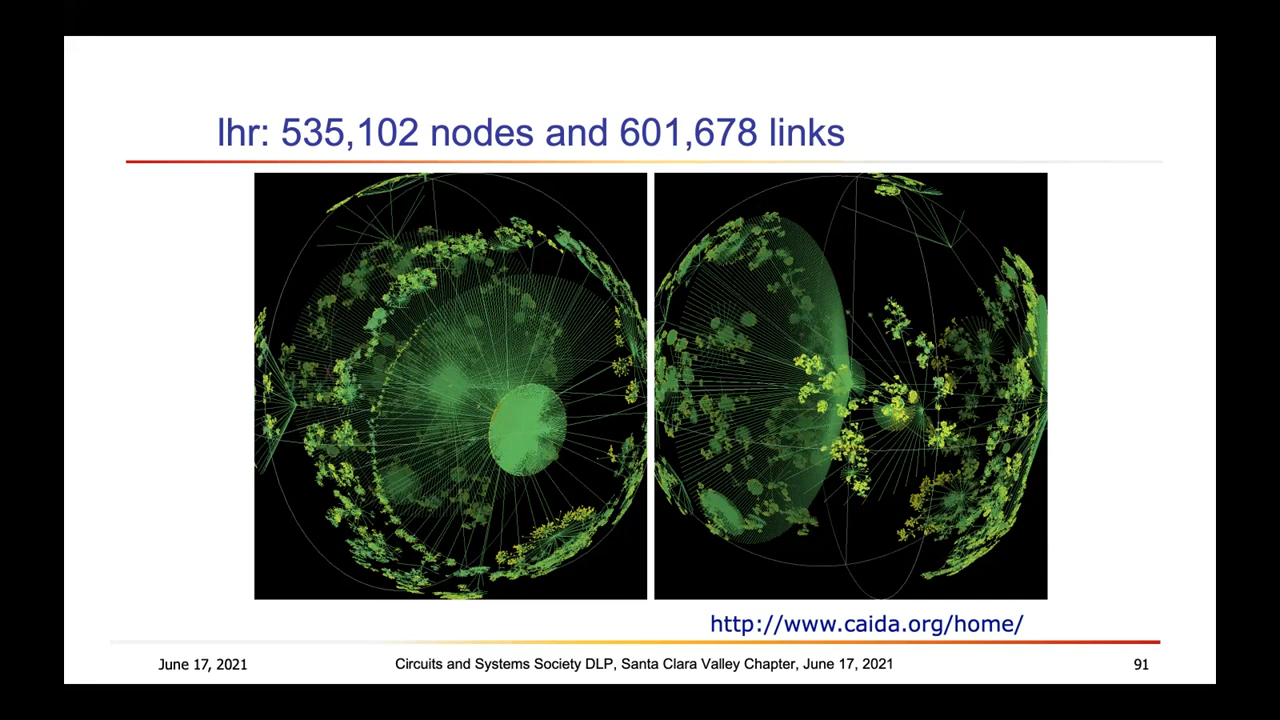 lhr: 535,102 nodes and 601,678 links
http://www.caida.org/home/
June 17, 2021
Circuits and Systems Society DLP, Santa Clara Valley Chapter, June 17, 2021
91